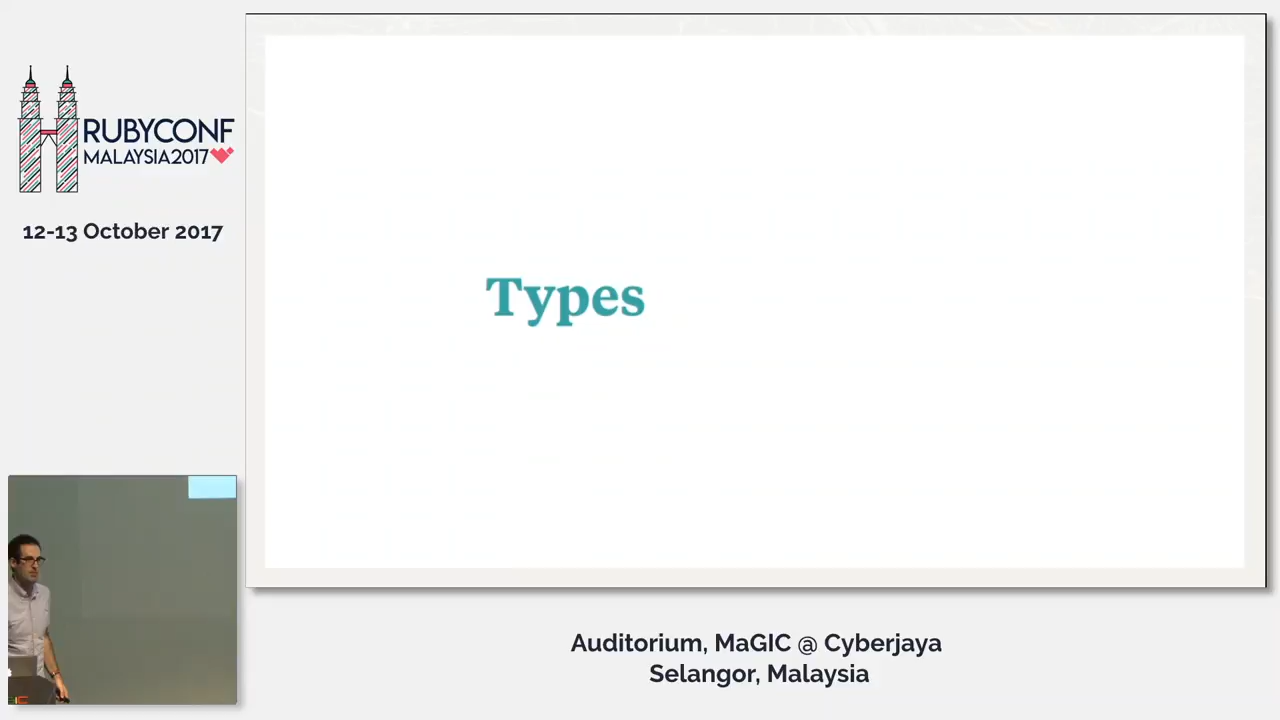 RUBYCONF
MALAYSIA2017
12-13 October 2017
Types
Auditorium, MaGIC @ Cyberjaya
Selangor, Malaysia